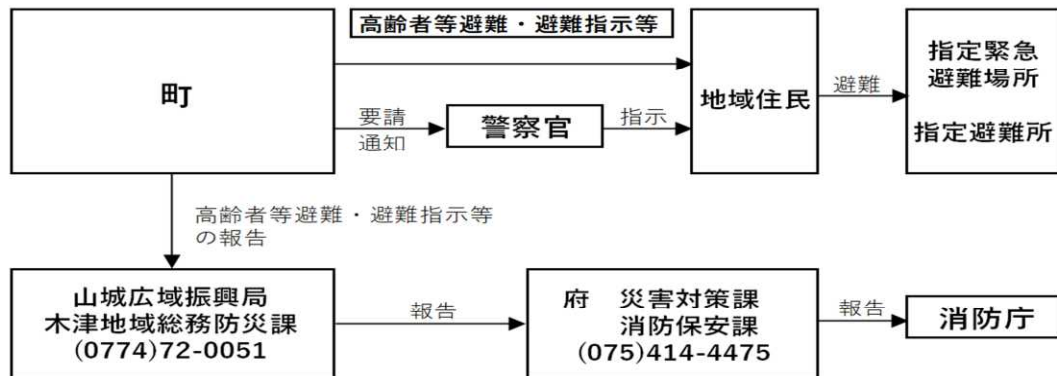 高齢者等避難・避難指示等
町
要請
通知
警察官
指示
地域住民
避難
指定緊急
避難場所
指定避難所
高齢者等避難・避難指示等
の報告
山城広域振興局
木津地域総務防災課
(0774)72-0051
報告
府　災害対策課
消防保安課
(075)414-4475
報告
消防庁